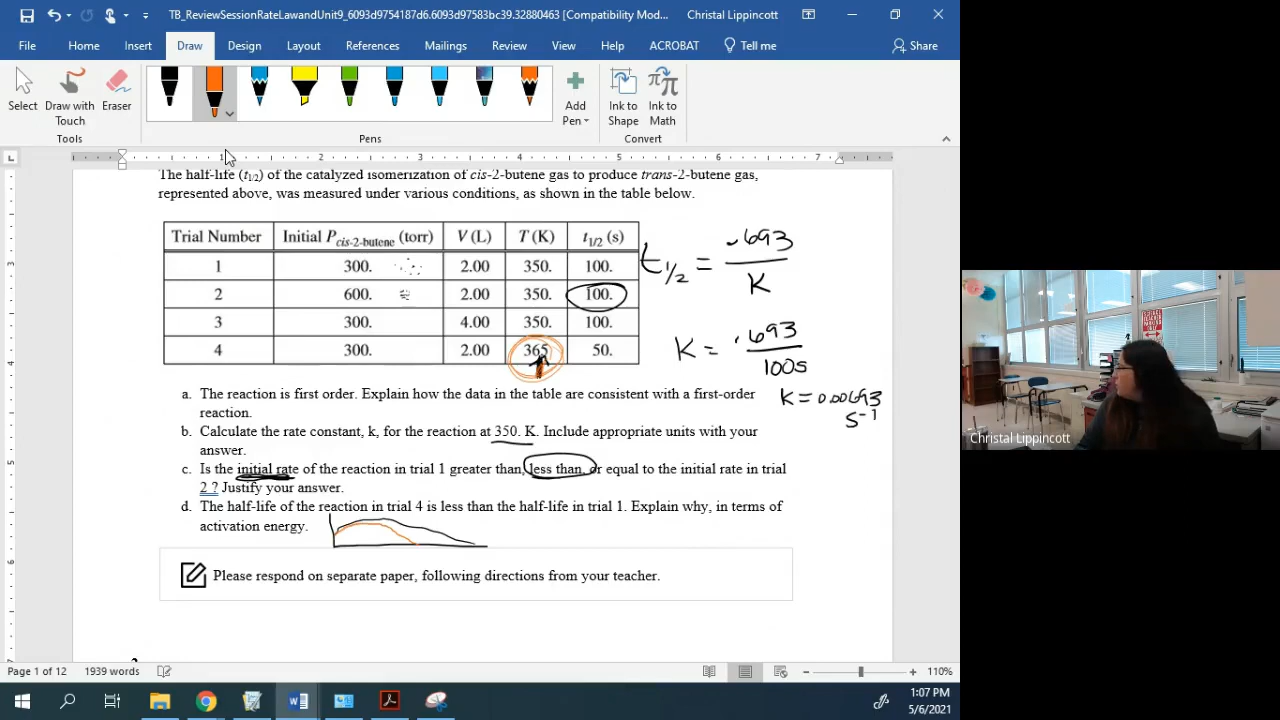 TB_ReviewSessionRateLawandUnit9_6093d9754187d6.6093d97583bc39.32880463 [Compatibility Mod... Christal Lippincott
File Home Insert Draw Design Layout References Mailings Review View Help ACROBAT Tell me Share
Select Draw with Touch Eraser Add Pen Ink to Shape Ink to Math
Tools Pens Convert
1 2 3 4 5 6 7
The half-life (t1/2) of the catalyzed isomerization of cis-2-butene gas to produce trans-2-butene gas,
represented above, was measured under various conditions, as shown in the table below.
Trial Number Initial Pcis-2-butene (torr) V (L) T (K) t1/2 (s)
1 300. 2.00 350. 100.
2 600. 2.00 350. 100.
3 300. 4.00 350. 100.
4 300. 2.00 365 50.
t1/2 = .693 / K
K = .693 / 100s
K = 0.00693
s-1
a. The reaction is first order. Explain how the data in the table are consistent with a first-order
reaction.
b. Calculate the rate constant, k, for the reaction at 350. K. Include appropriate units with your
answer.
c. Is the initial rate of the reaction in trial 1 greater than, less than, or equal to the initial rate in trial
2 ? Justify your answer.
d. The half-life of the reaction in trial 4 is less than the half-life in trial 1. Explain why, in terms of
activation energy.
Please respond on separate paper, following directions from your teacher.
Page 1 of 12 1939 words 110%
1:07 PM
5/6/2021
Christal Lippincott